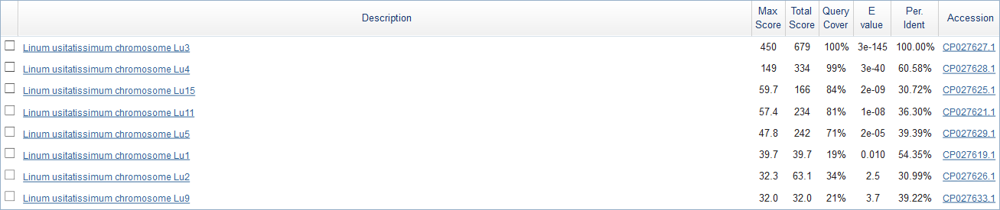 Description Max Score Total Score Query Cover E value Per. Ident Accession
Linum usitatissimum chromosome Lu3 450 679 100% 3e-145 100.00% CP027627.1
Linum usitatissimum chromosome Lu4 149 334 99% 3e-40 60.58% CP027628.1
Linum usitatissimum chromosome Lu15 59.7 166 84% 2e-09 30.72% CP027625.1
Linum usitatissimum chromosome Lu11 57.4 234 81% 1e-08 36.30% CP027621.1
Linum usitatissimum chromosome Lu5 47.8 242 71% 2e-05 39.39% CP027629.1
Linum usitatissimum chromosome Lu1 39.7 39.7 19% 0.010 54.35% CP027619.1
Linum usitatissimum chromosome Lu2 32.3 63.1 34% 2.5 30.99% CP027626.1
Linum usitatissimum chromosome Lu9 32.0 32.0 21% 3.7 39.22% CP027633.1